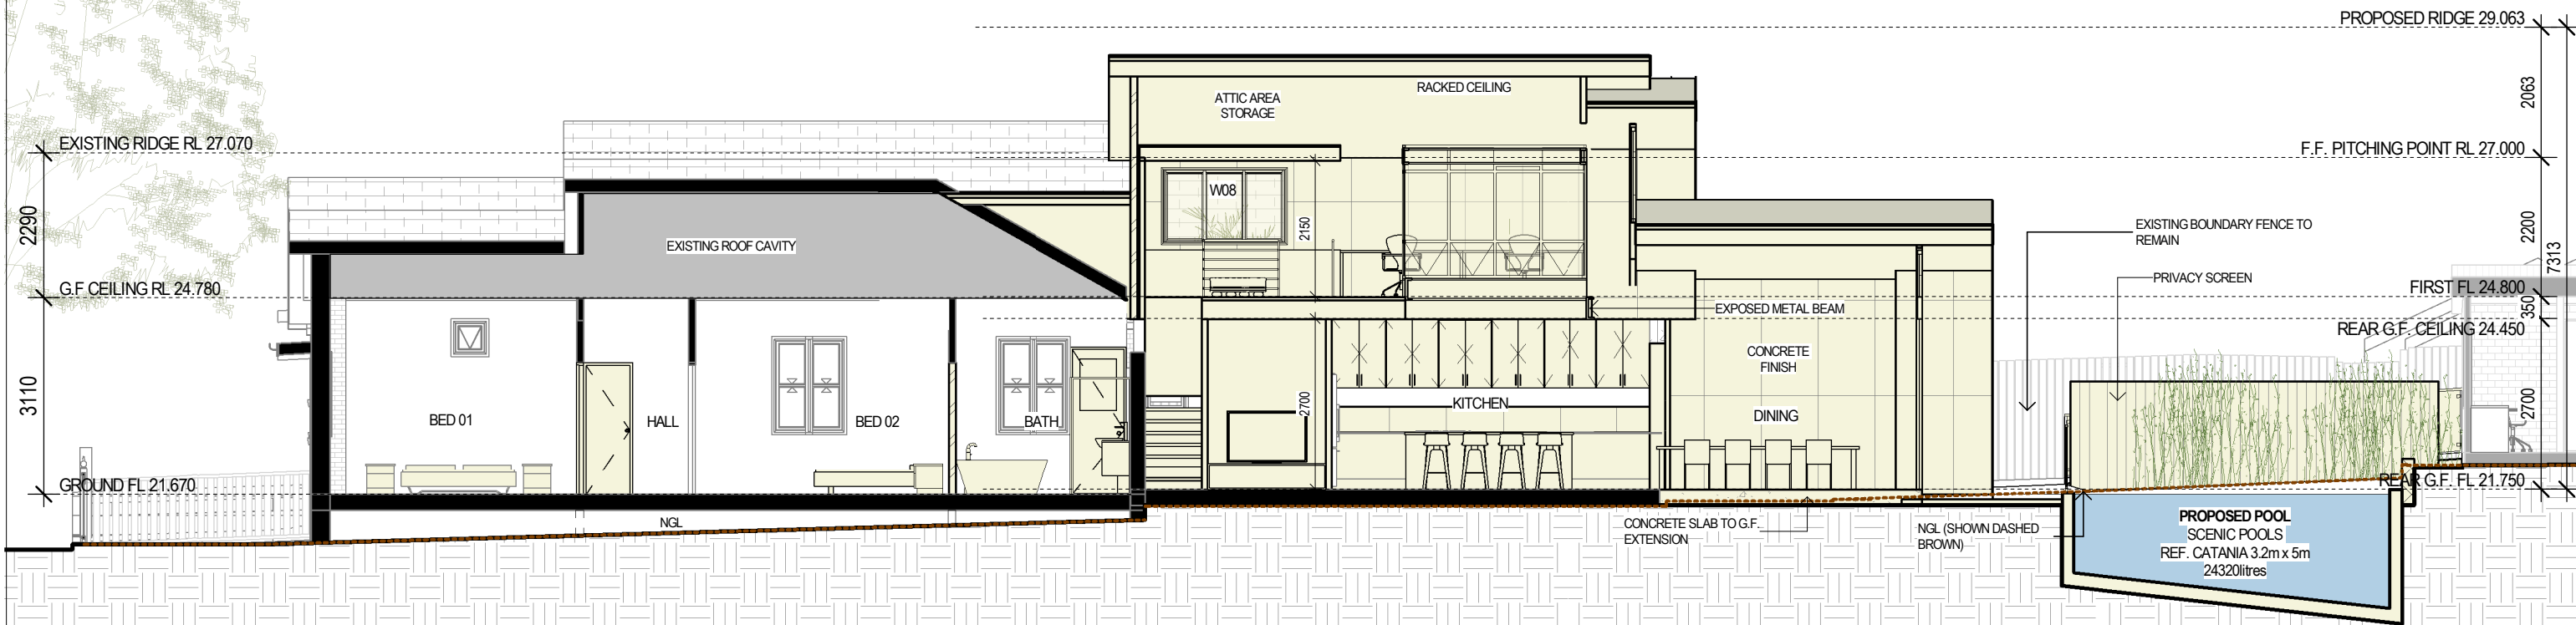 PROPOSED RIDGE 29.063
2063
RACKED CEILING
ATTIC AREA
STORAGE
EXISTING RIDGE RL 27.070
F.F. PITCHING POINT RL 27.000
W08
2290
2150
2200
7313
EXISTING ROOF CAVITY
EXISTING BOUNDARY FENCE TO
REMAIN
PRIVACY SCREEN
G.F CEILING RL 24.780
FIRST FL 24.800
350
EXPOSED METAL BEAM
REAR G.F. CEILING 24.450
CONCRETE
FINISH
3110
2700
2700
BED 01
HALL
BED 02
BATH
KITCHEN
DINING
GROUND FL 21.670
REAR G.F. FL 21.750
NGL
CONCRETE SLAB TO G.F.
EXTENSION
NGL (SHOWN DASHED
BROWN)
PROPOSED POOL
SCENIC POOLS
REF. CATANIA 3.2m x 5m
24320litres